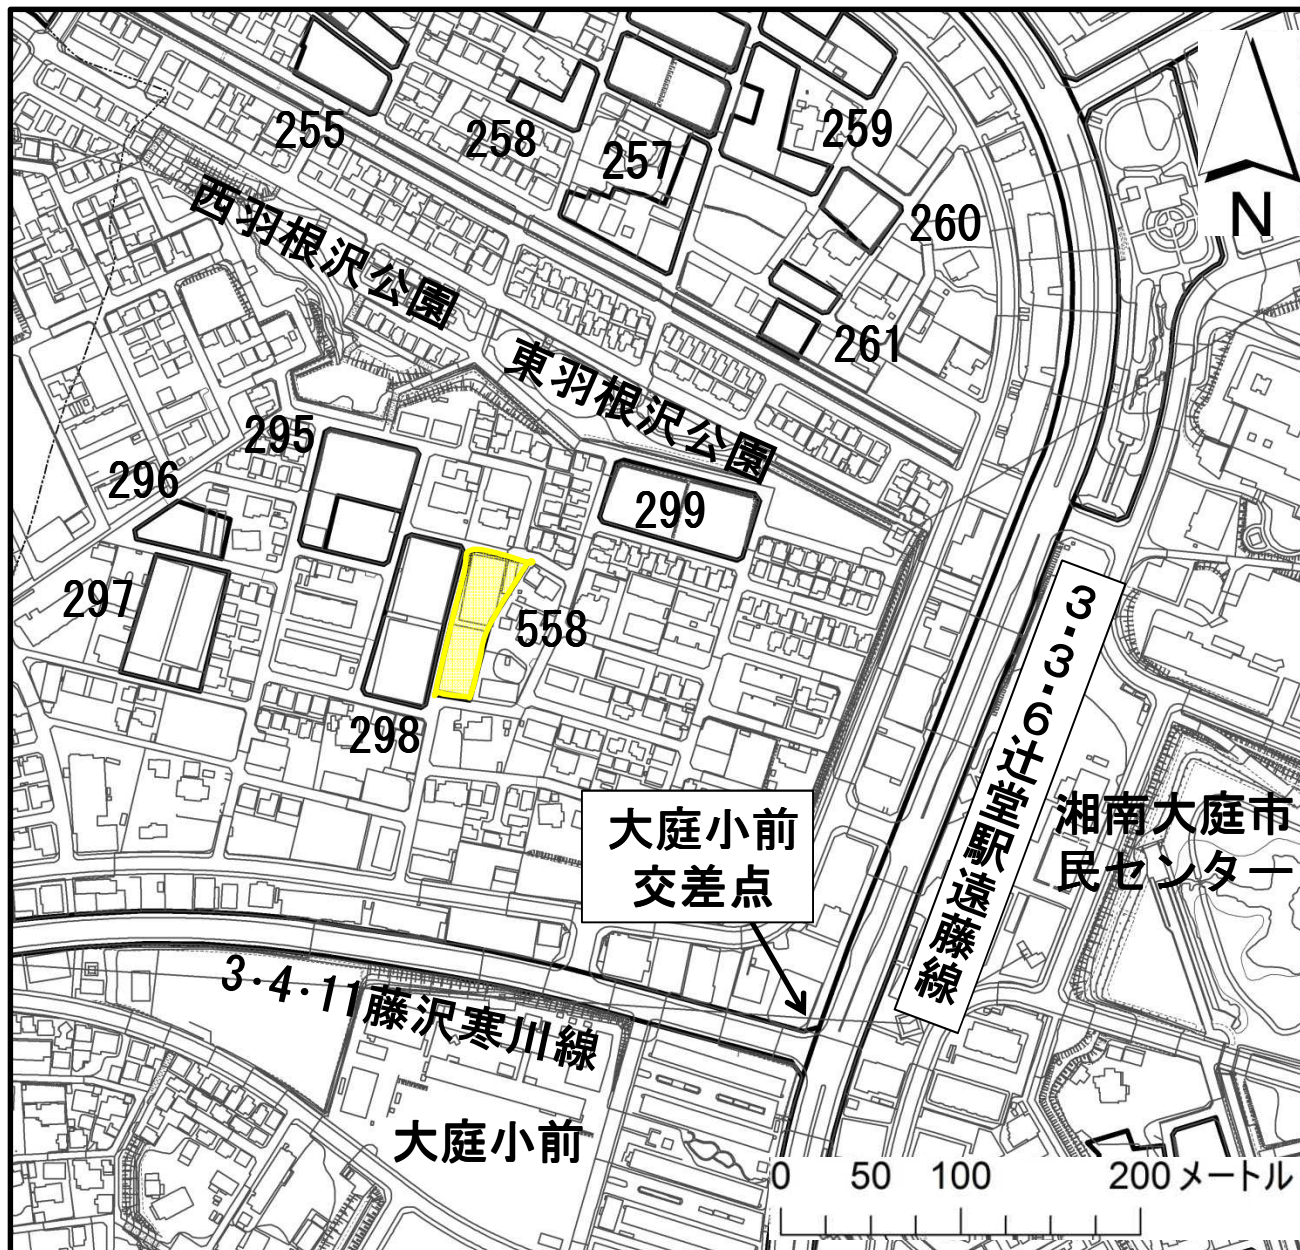 255
258
257
259
N
260
西羽根沢公園
261
東羽根沢公園
295
296
299
297
558
298
3・3・6辻堂駅遠藤線
大庭小前
交差点
湘南大庭市
民センター
3・4・11藤沢寒川線
大庭小前
0 50 100 200メートル